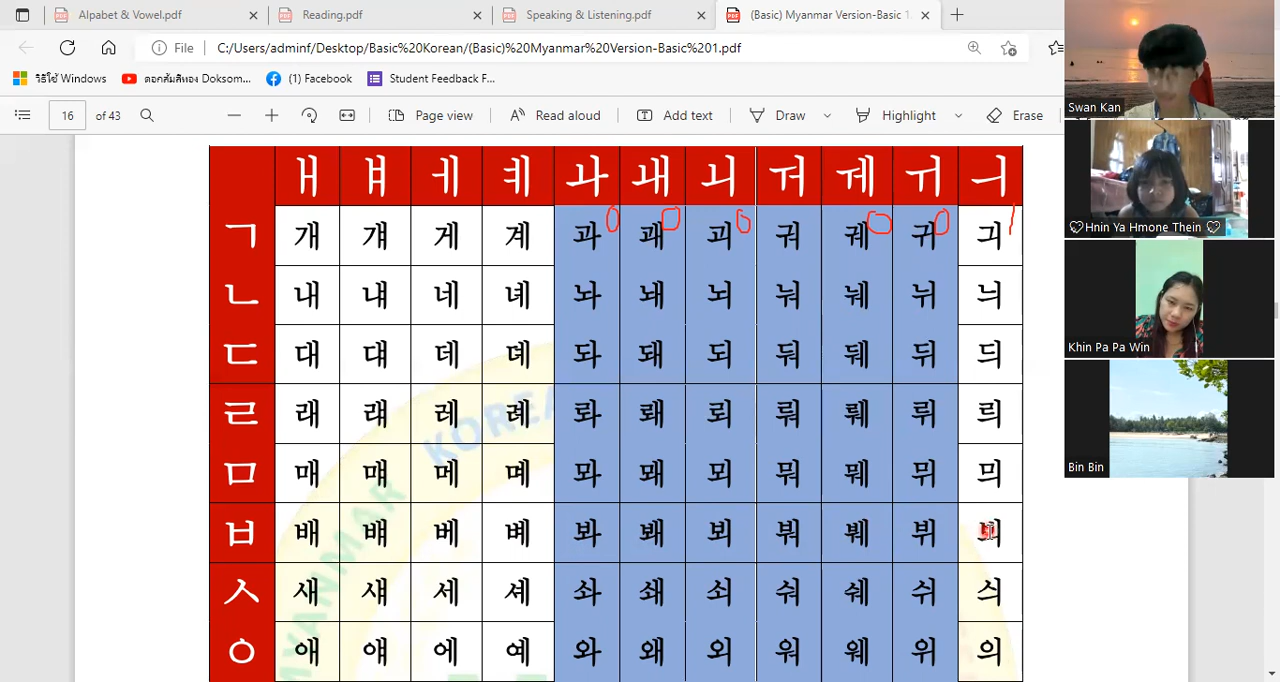 Alpabet & Vowel.pdf
Reading.pdf
Speaking & Listening.pdf
(Basic) Myanmar Version-Basic 1
File
C:/Users/adminf/Desktop/Basic%20Korean/(Basic)%20Myanmar%20Version-Basic%201.pdf
วิธีใช้ Windows
ดอกส้มสีทอง Doksom...
(1) Facebook
Student Feedback F...
16 of 43
Page view
Read aloud
Add text
Draw
Highlight
Erase
ㅐ ㅒ ㅔ ㅖ ㅘ ㅙ ㅚ ㅝ ㅞ ㅟ ㅢ
ㄱ 개 걔 게 계 과 괘 괴 궈 궤 귀 긔
ㄴ 내 냬 네 녜 놔 놰 뇌 눠 눼 뉘 늬
ㄷ 대 댸 데 뎨 돠 돼 되 둬 뒈 뒤 듸
ㄹ 래 럐 레 례 롸 뢔 뢰 뤄 뤠 뤼 릐
ㅁ 매 먜 메 몌 뫄 뫠 뫼 뭐 뭬 뮈 믜
ㅂ 배 뱨 베 볘 봐 봬 뵈 붜 붸 뷔 븨
ㅅ 새 섀 세 셰 솨 쇄 쇠 숴 쉐 쉬 싀
ㅇ 애 얘 에 예 와 왜 외 워 웨 위 의
MYANMAR
KOREA
Swan Kan
♡Hnin Ya Hmone Thein ♡
Khin Pa Pa Win
Bin Bin